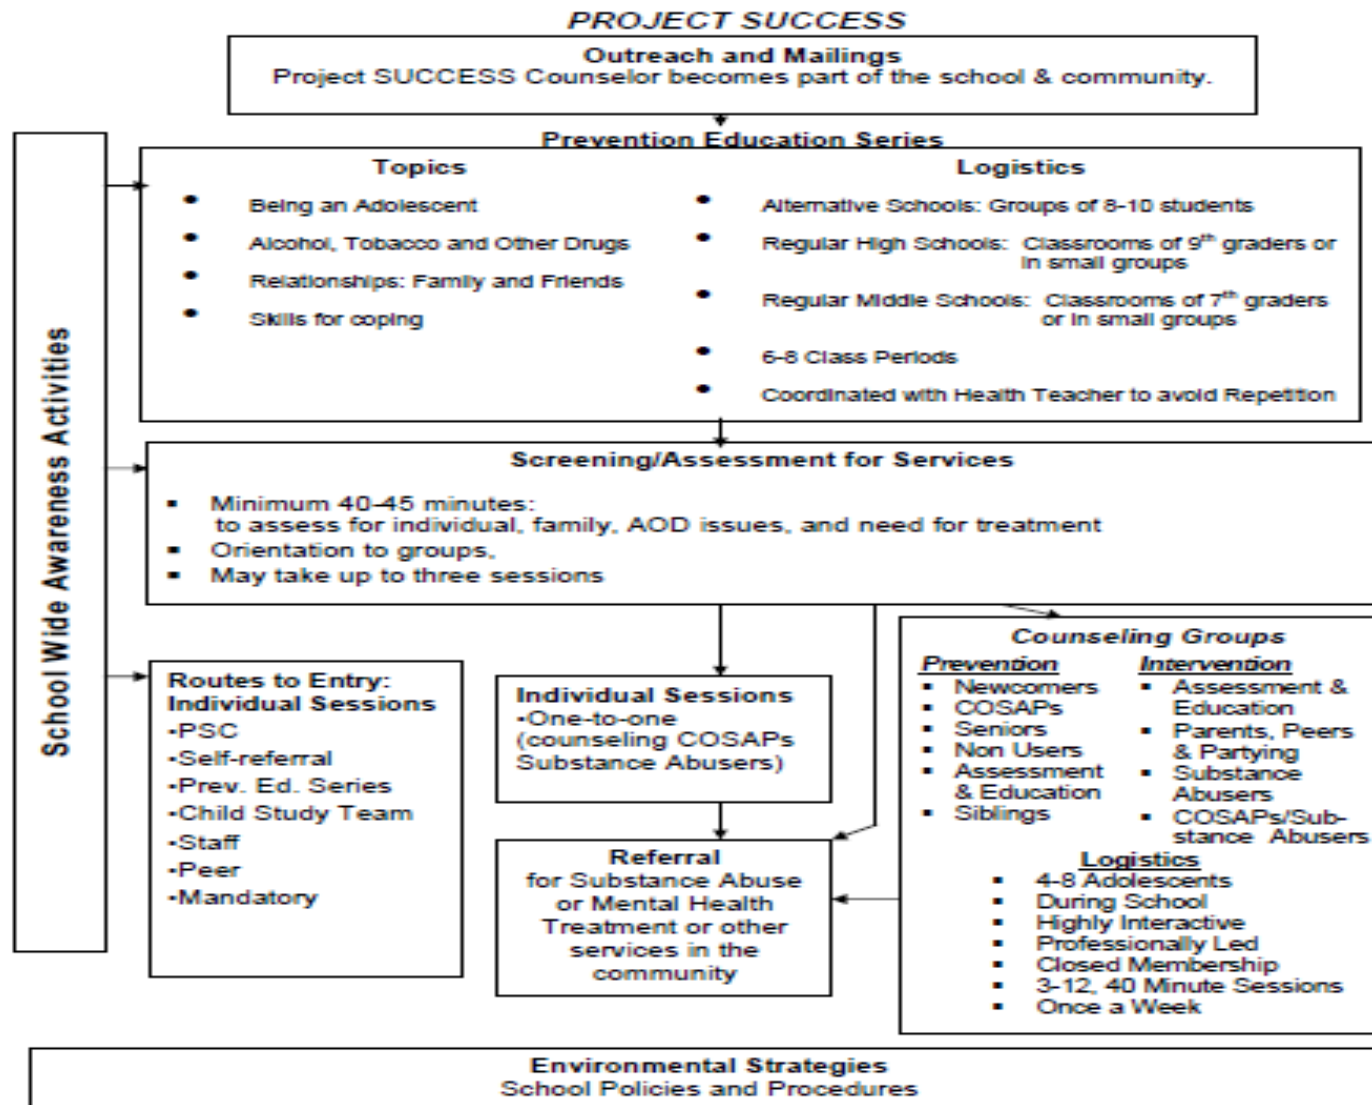 PROJECT SUCCESS
Outreach and Mailings
Project SUCCESS Counselor becomes part of the school & community.
School Wide Awareness Activities
Prevention Education Series
Topics
• Being an Adolescent
• Alcohol, Tobacco and Other Drugs
• Relationships: Family and Friends
• Skills for coping
Logistics
• Alternative Schools: Groups of 8-10 students
• Regular High Schools: Classrooms of 9th graders or
in small groups
• Regular Middle Schools: Classrooms of 7th graders
or in small groups
• 6-8 Class Periods
• Coordinated with Health Teacher to avoid Repetition
Screening/Assessment for Services
▪ Minimum 40-45 minutes:
to assess for individual, family, AOD issues, and need for treatment
▪ Orientation to groups,
▪ May take up to three sessions
Routes to Entry:
Individual Sessions
•PSC
•Self-referral
•Prev. Ed. Series
•Child Study Team
•Staff
•Peer
•Mandatory
Individual Sessions
•One-to-one
(counseling COSAPs
Substance Abusers)
Referral
for Substance Abuse
or Mental Health
Treatment or other
services in the
community
Counseling Groups
Prevention
▪ Newcomers
▪ COSAPs
▪ Seniors
▪ Non Users
▪ Assessment
& Education
▪ Siblings
Intervention
▪ Assessment &
Education
▪ Parents, Peers
& Partying
▪ Substance
Abusers
▪ COSAPs/Sub-
stance Abusers
Logistics
▪ 4-8 Adolescents
▪ During School
▪ Highly Interactive
▪ Professionally Led
▪ Closed Membership
▪ 3-12, 40 Minute Sessions
▪ Once a Week
Environmental Strategies
School Policies and Procedures